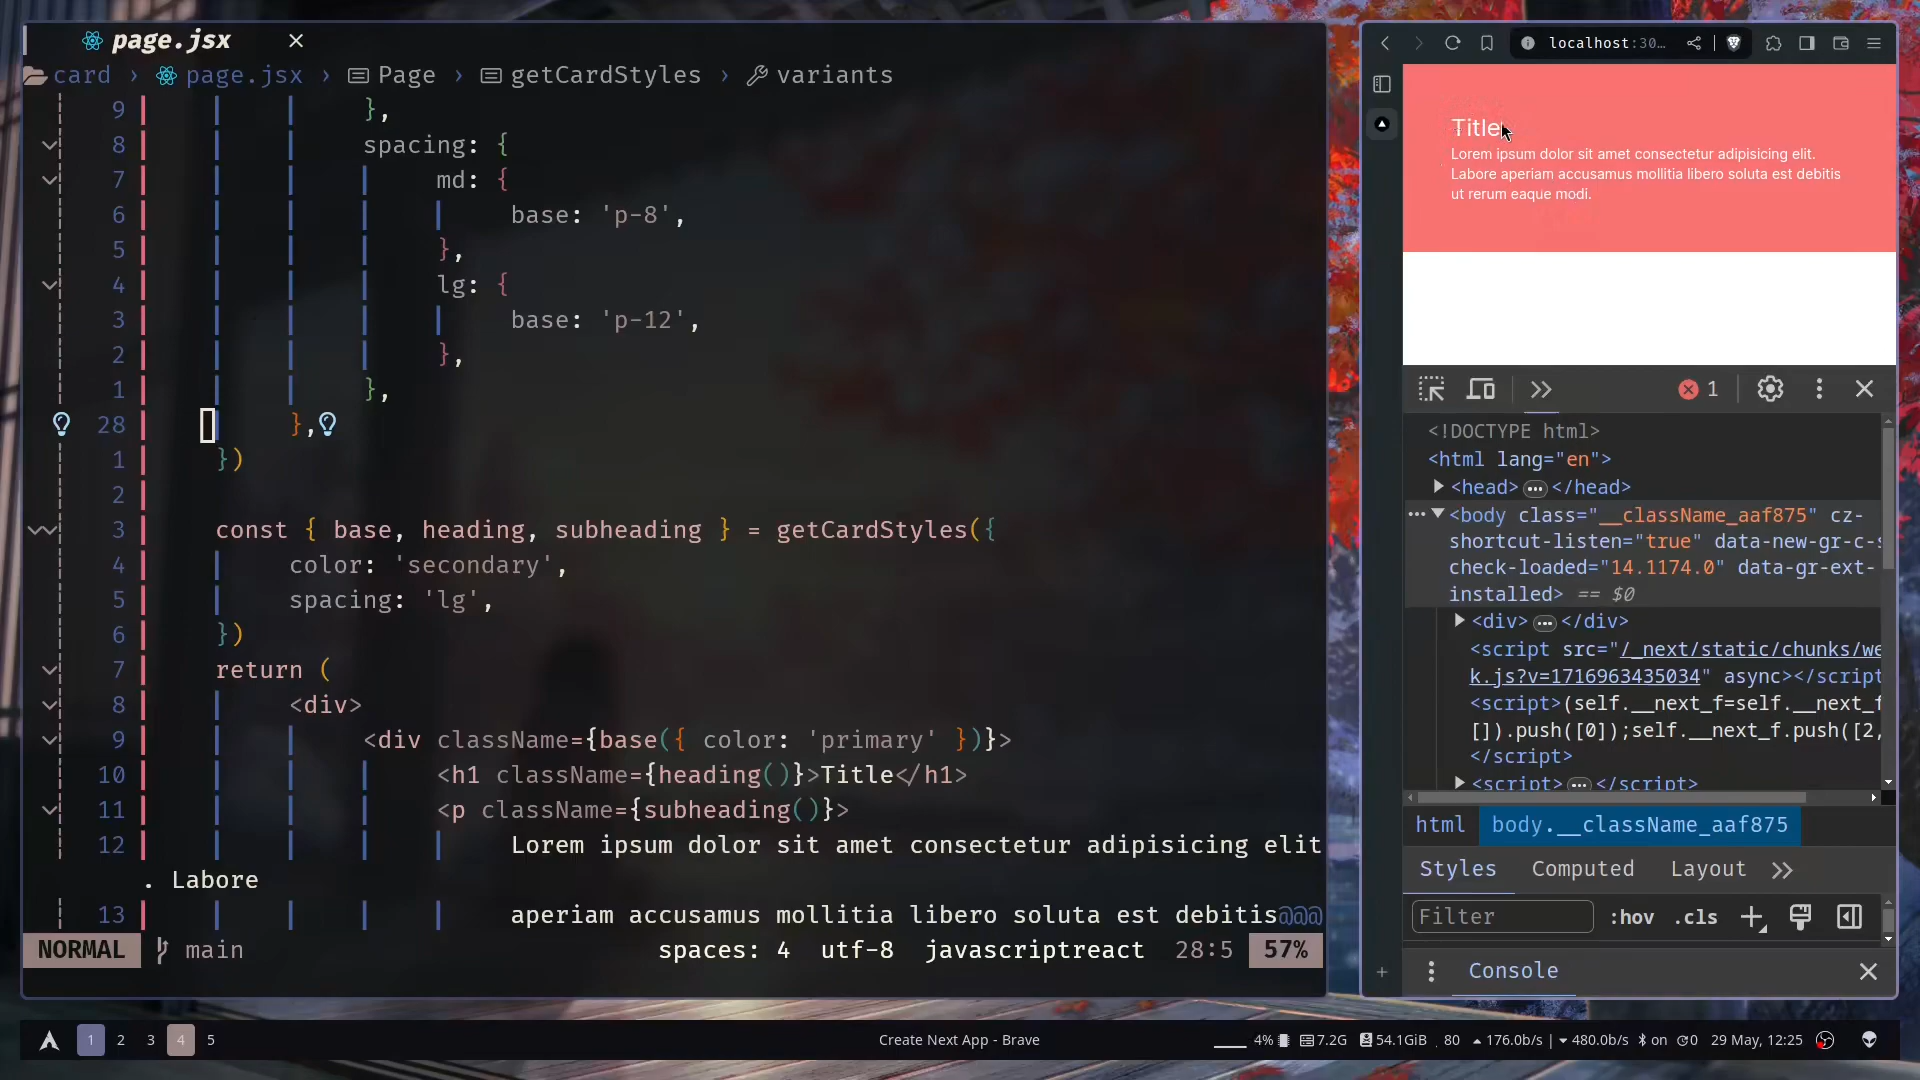 page.jsx ×
card › page.jsx › Page › getCardStyles › variants
9 },
8 spacing: {
7 md: {
6 base: 'p-8',
5 },
4 lg: {
3 base: 'p-12',
2 },
1 },
28 },
1 })
2
3 const { base, heading, subheading } = getCardStyles({
4 color: 'secondary',
5 spacing: 'lg',
6 })
7 return (
8 <div>
9 <div className={base({ color: 'primary' })}>
10 <h1 className={heading()}>Title</h1>
11 <p className={subheading()}>
12 Lorem ipsum dolor sit amet consectetur adipisicing elit
. Labore
13 aperiam accusamus mollitia libero soluta est debitis@@@
NORMAL main spaces: 4 utf-8 javascriptreact 28:5 57%
localhost:30...
Title
Lorem ipsum dolor sit amet consectetur adipisicing elit.
Labore aperiam accusamus mollitia libero soluta est debitis
ut rerum eaque modi.
1
<!DOCTYPE html>
<html lang="en">
<head> ... </head>
<body class="__className_aaf875" cz-
shortcut-listen="true" data-new-gr-c-s
check-loaded="14.1174.0" data-gr-ext-
installed> == $0
<div> ... </div>
<script src="/_next/static/chunks/we
k.js?v=1716963435034" async></script
<script>(self.__next_f=self.__next_f
[]).push([0]);self.__next_f.push([2,
</script>
<script> ... </script>
html body.__className_aaf875
Styles Computed Layout
Filter :hov .cls
Console
1 2 3 4 5 Create Next App - Brave 4% 7.2G 54.1GiB 80 176.0b/s | 480.0b/s on 0 29 May, 12:25